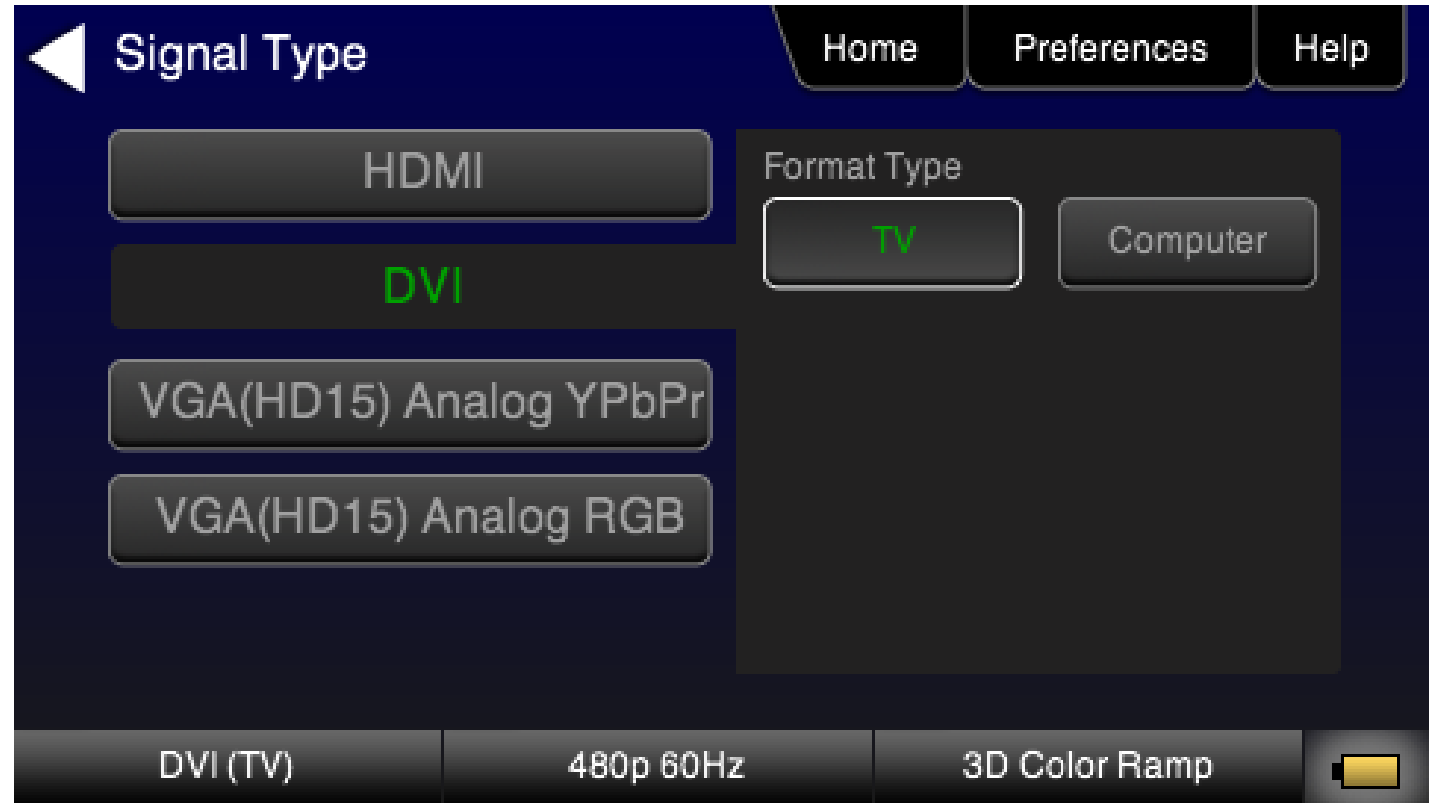 Signal Type
Home
Preferences
Help
HDMI
Format Type
TV
Computer
DVI
VGA(HD15) Analog YPbPr
VGA(HD15) Analog RGB
DVI (TV)
480p 60Hz
3D Color Ramp